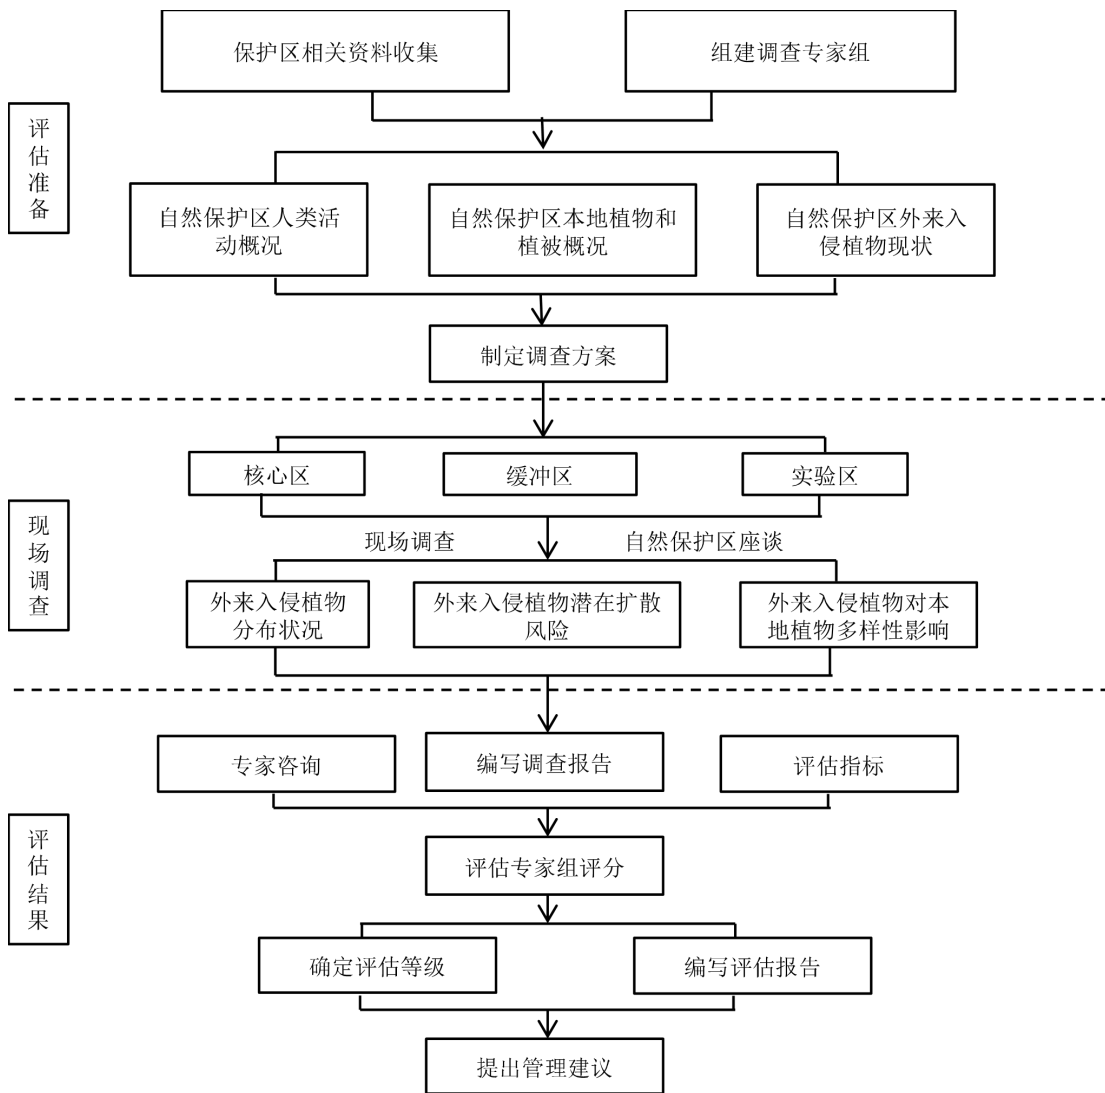 保护区相关资料收集
组建调查专家组
评估准备
自然保护区人类活
动概况
自然保护区本地植物和
植被概况
自然保护区外来入
侵植物现状
制定调查方案
核心区
缓冲区
实验区
现场调查
现场调查
自然保护区座谈
外来入侵植物
分布状况
外来入侵植物潜在扩散
风险
外来入侵植物对本
地植物多样性影响
专家咨询
编写调查报告
评估指标
评估结果
评估专家组评分
确定评估等级
编写评估报告
提出管理建议